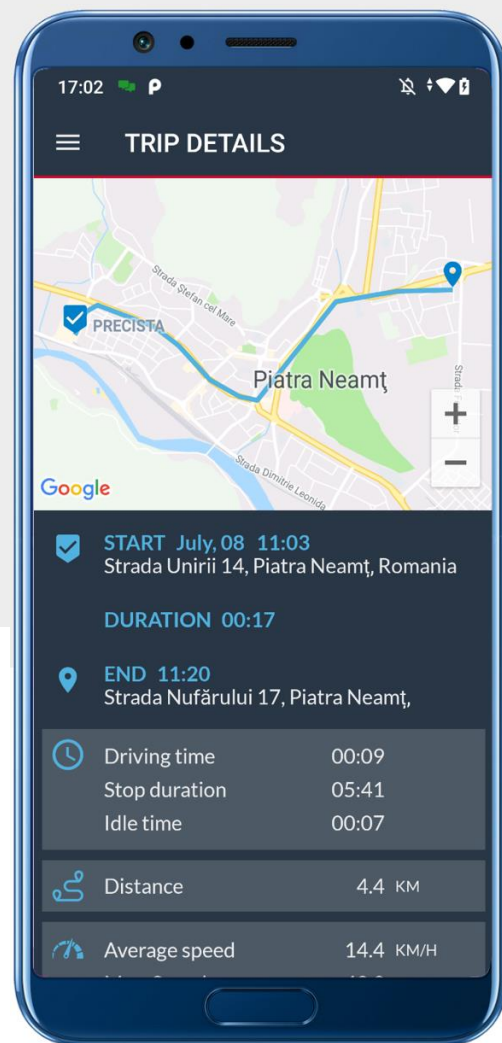 17:02
TRIP DETAILS
Strada Ștefan cel Mare
PRECISTA
Piatra Neamţ
Strada
Strada Dimitrie Leonida
+
−
Google
START July, 08 11:03
Strada Unirii 14, Piatra Neamţ, Romania
DURATION 00:17
END 11:20
Strada Nufărului 17, Piatra Neamţ,
Driving time 00:09
Stop duration 05:41
Idle time 00:07
Distance 4.4 KM
Average speed 14.4 KM/H